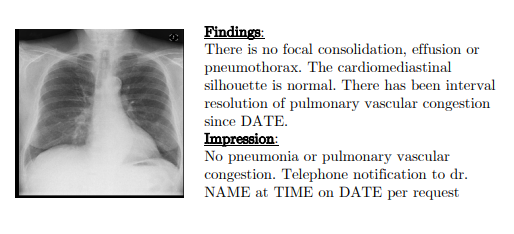 Findings:
There is no focal consolidation, effusion or
pneumothorax. The cardiomediastinal
silhouette is normal. There has been interval
resolution of pulmonary vascular congestion
since DATE.
Impression:
No pneumonia or pulmonary vascular
congestion. Telephone notification to dr.
NAME at TIME on DATE per request